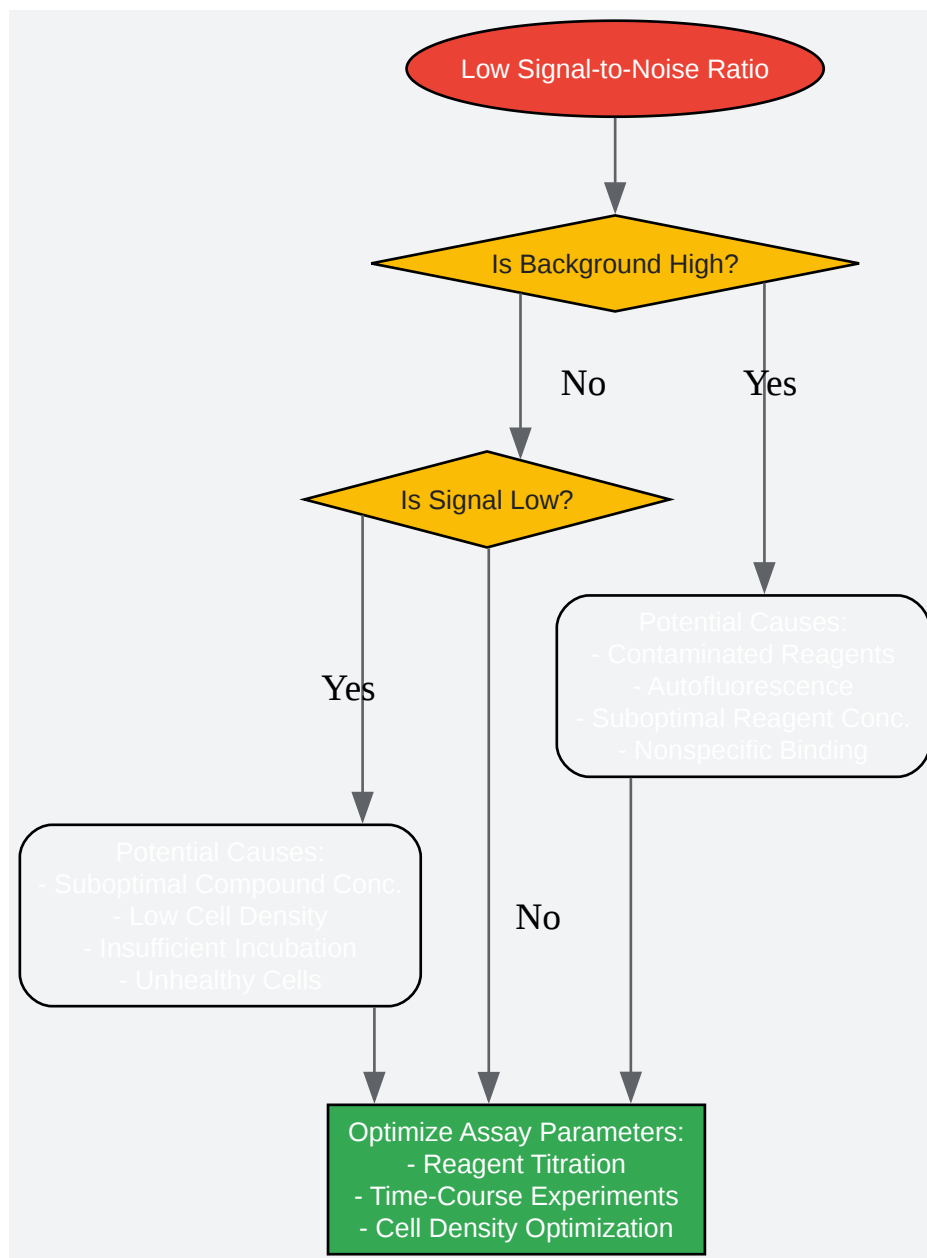 Low Signal-to-Noise Ratio
Is Background High?
No
Yes
Is Signal Low?
Potential Causes:
- Contaminated Reagents
- Autofluorescence
- Suboptimal Reagent Conc.
- Nonspecific Binding
Yes
Potential Causes:
- Suboptimal Compound Conc.
- Low Cell Density
- Insufficient Incubation
- Unhealthy Cells
No
Optimize Assay Parameters:
- Reagent Titration
- Time-Course Experiments
- Cell Density Optimization